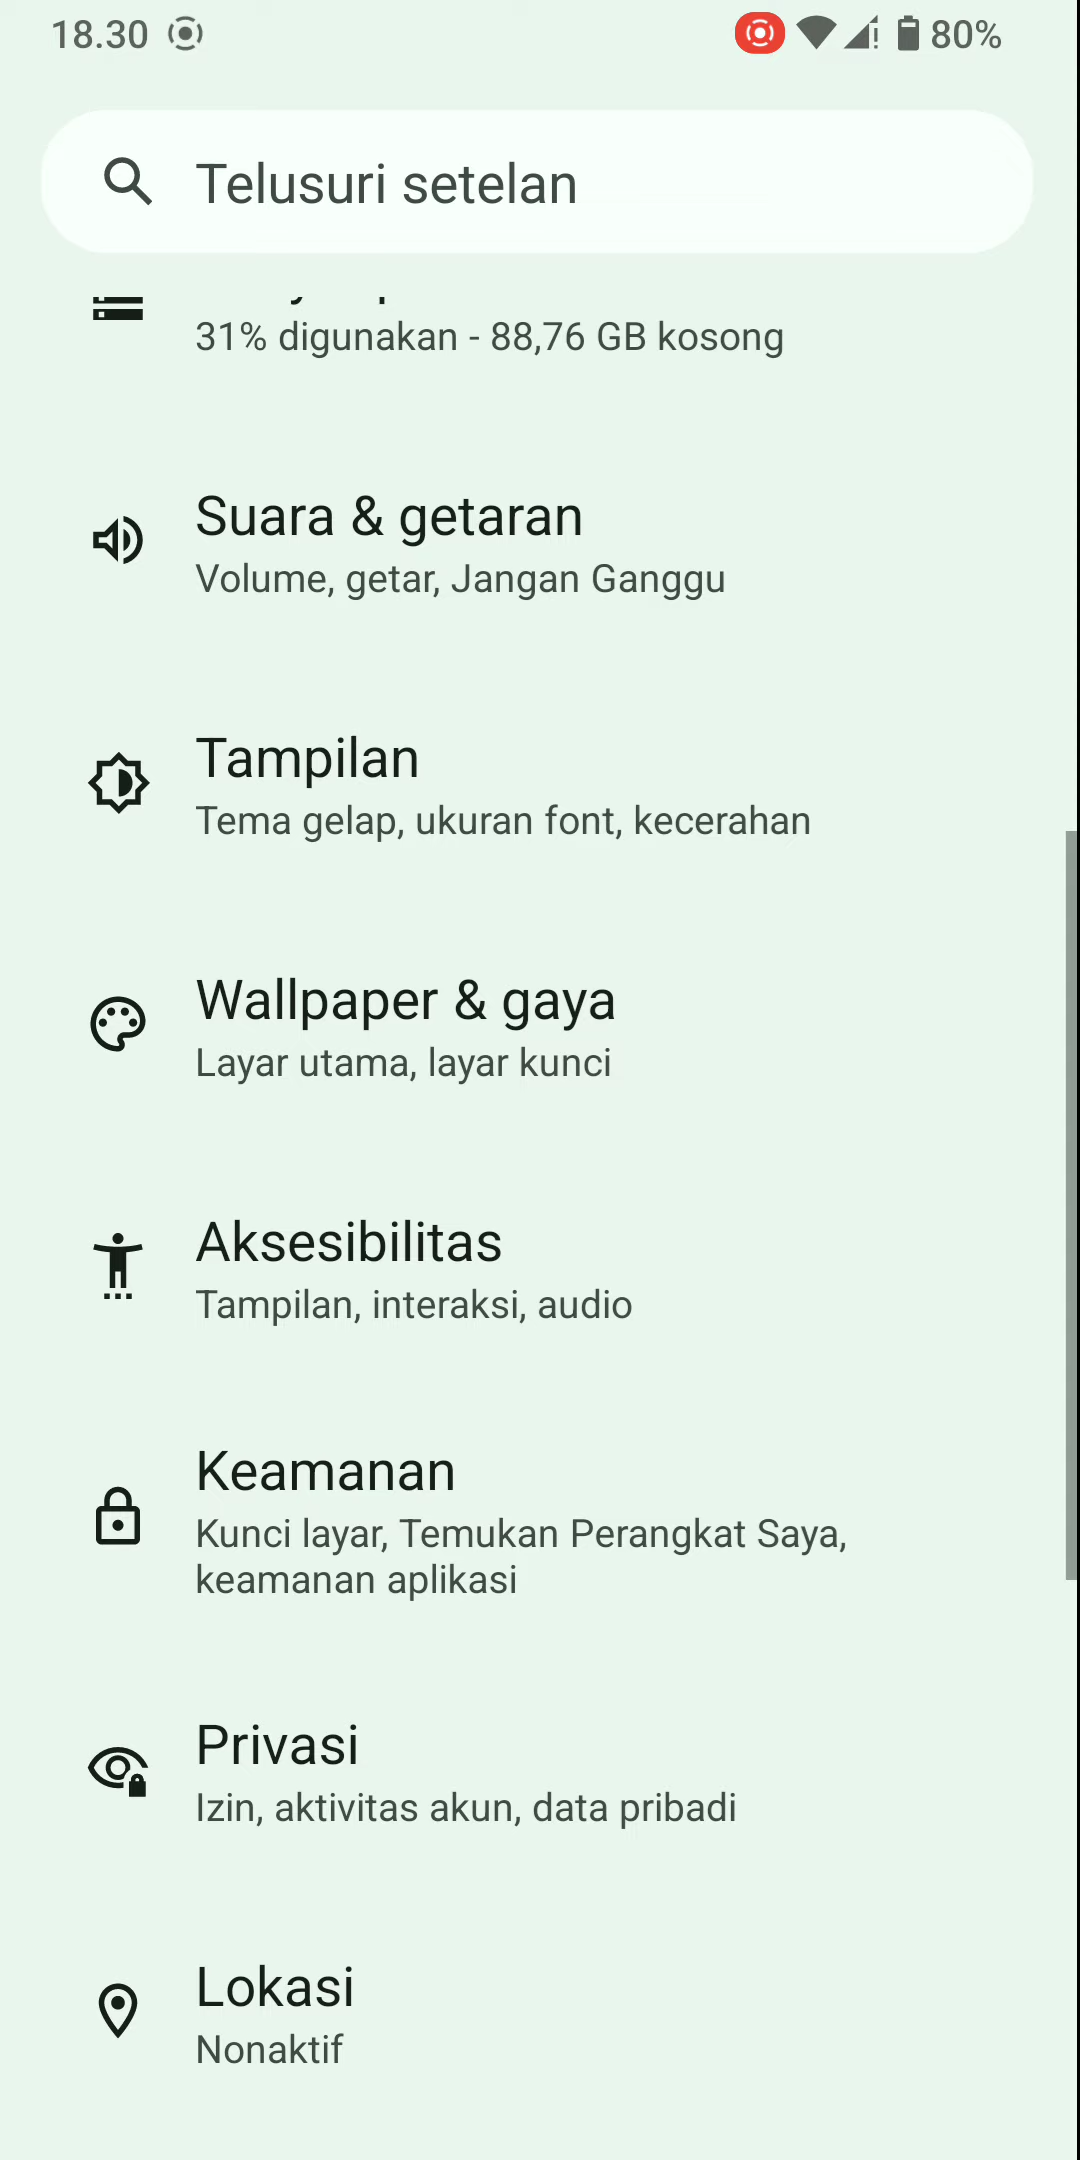 18.30
80%
Telusuri setelan
31% digunakan - 88,76 GB kosong
Suara & getaran
Volume, getar, Jangan Ganggu
Tampilan
Tema gelap, ukuran font, kecerahan
Wallpaper & gaya
Layar utama, layar kunci
Aksesibilitas
Tampilan, interaksi, audio
Keamanan
Kunci layar, Temukan Perangkat Saya,
keamanan aplikasi
Privasi
Izin, aktivitas akun, data pribadi
Lokasi
Nonaktif